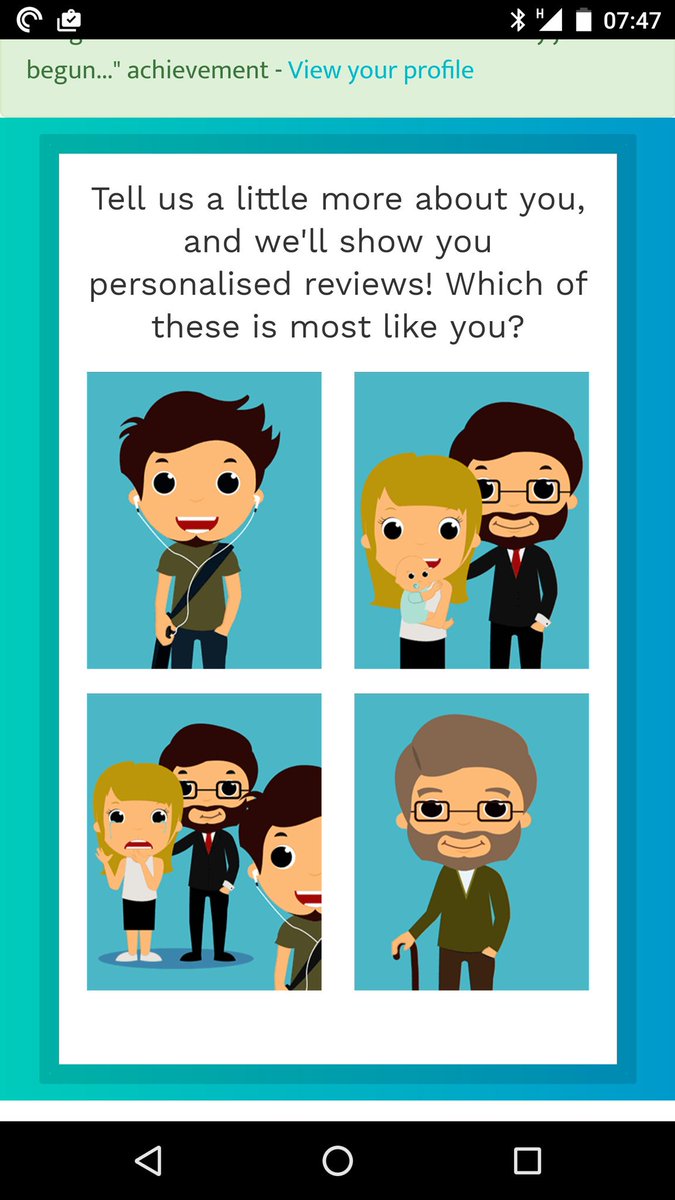 H 07:47
begun..." achievement - View your profile
Tell us a little more about you,
and we'll show you
personalised reviews! Which of
these is most like you?